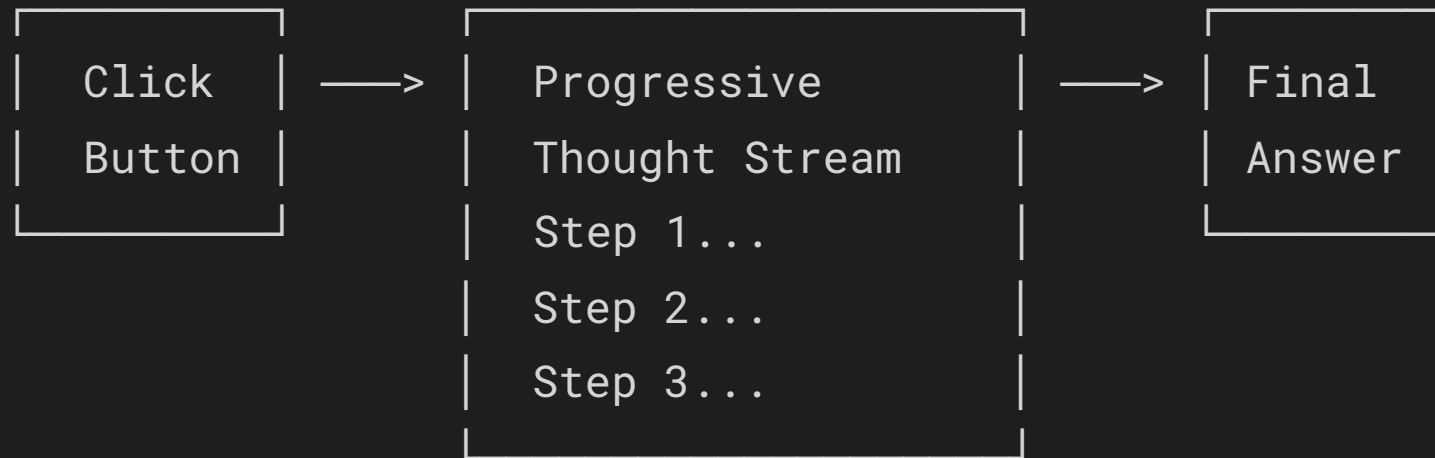 Click ———> Progressive ———> Final
Button Thought Stream Answer
Step 1...
Step 2...
Step 3...